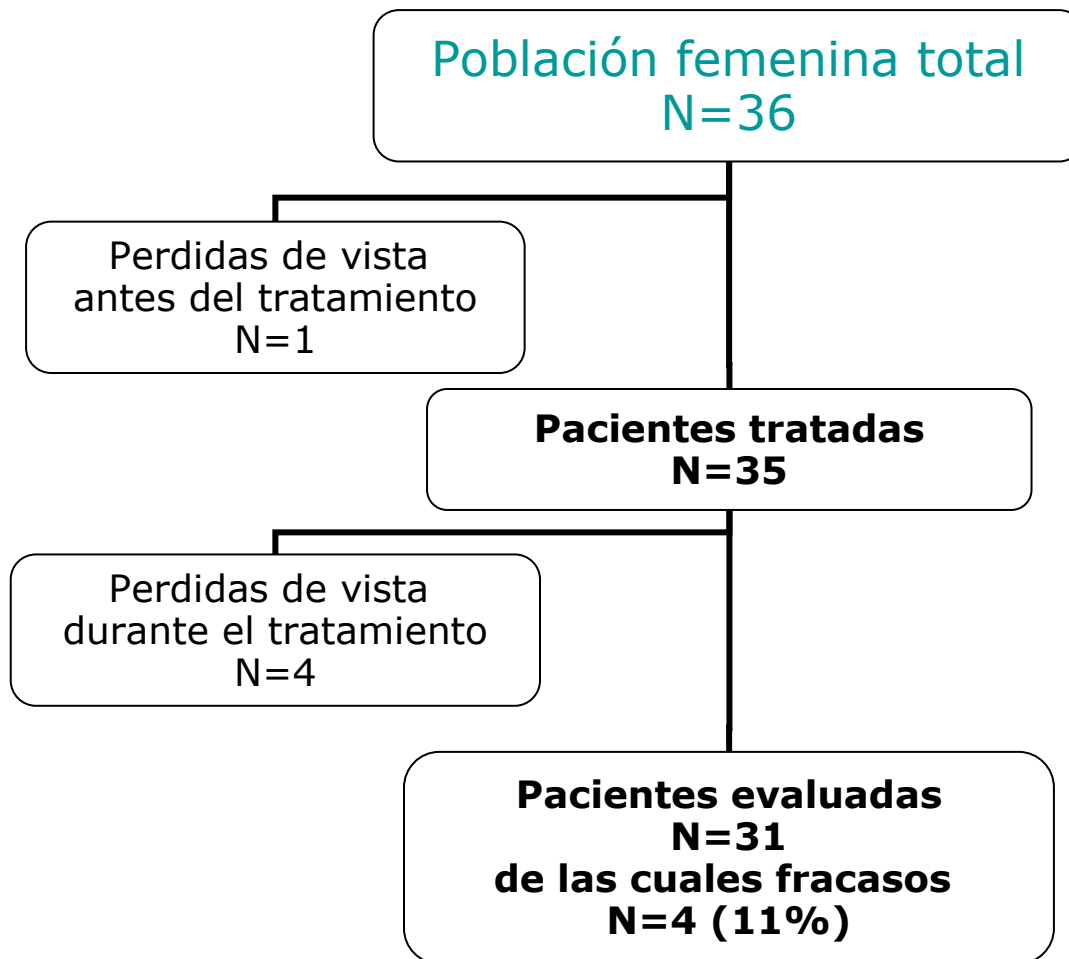 Población femenina total
N=36
Perdidas de vista
antes del tratamiento
N=1
Pacientes tratadas
N=35
Perdidas de vista
durante el tratamiento
N=4
Pacientes evaluadas
N=31
de las cuales fracasos
N=4 (11%)